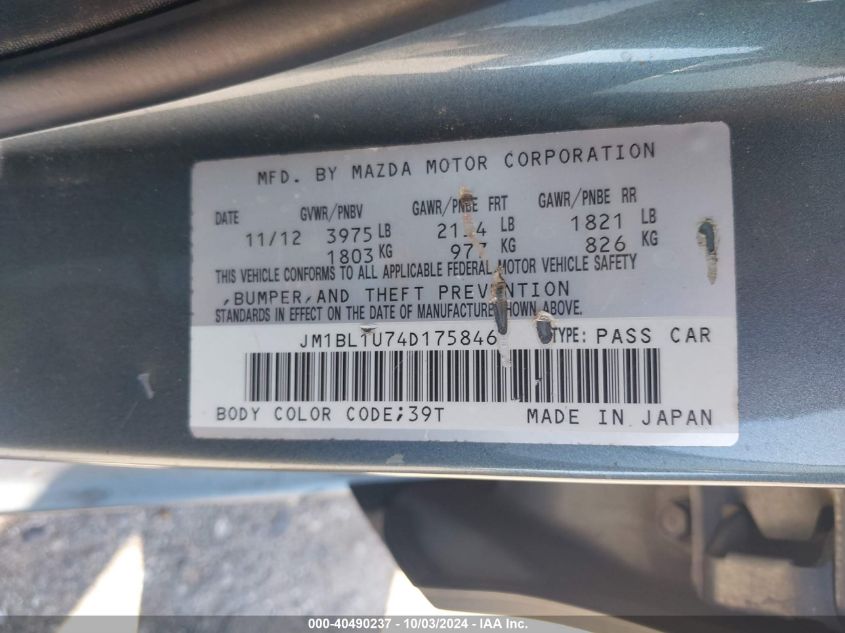 MFD. BY MAZDA MOTOR CORPORATION
DATE GVWR/PNBV GAWR/PNBE FRT GAWR/PNBE RR
11/12 3975 LB LB 1821 LB
1803 KG 977 KG 826 KG
THIS VEHICLE CONFORMS TO ALL APPLICABLE FEDERAL MOTOR VEHICLE SAFETY
,BUMPER,AND THEFT PREVENTION
STANDARDS IN EFFECT ON THE DATE OF MANUFACTURE SHOWN ABOVE.
TYPE: PASS CAR
BODY COLOR CODE;39T MADE IN JAPAN
000-40490237 - 10/03/2024 - IAA Inc.